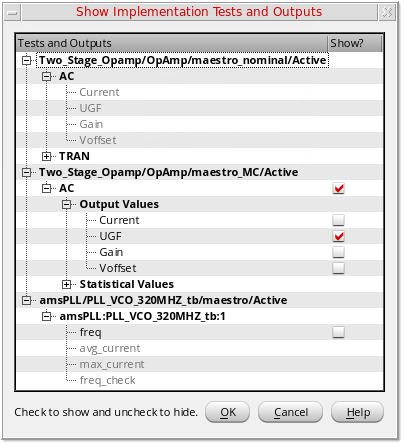 Show Implementation Tests and Outputs
Tests and Outputs Show?
Two_Stage_Opamp/OpAmp/maestro_nominal/Active
AC
Current
UGF
Gain
Voffset
TRAN
Two_Stage_Opamp/OpAmp/maestro_MC/Active
AC
Output Values
Current
UGF
Gain
Voffset
Statistical Values
amsPLL/PLL_VCO_320MHZ_tb/maestro/Active
amsPLL:PLL_VCO_320MHZ_tb:1
freq
avg_current
max_current
freq_check
Check to show and uncheck to hide. OK Cancel Help